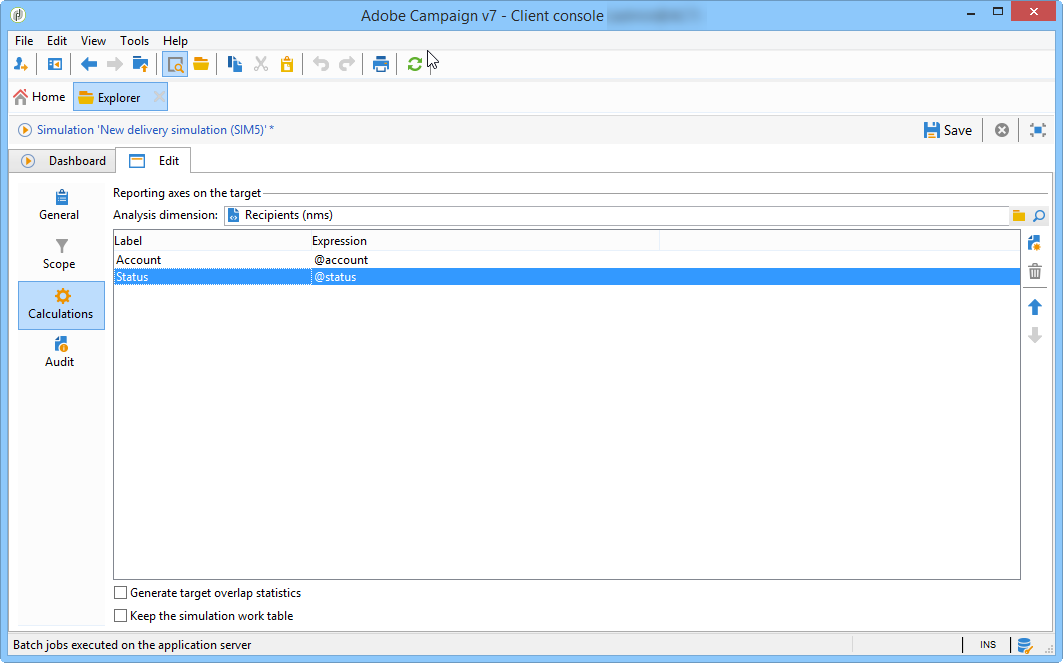 Adobe Campaign v7 - Client console
File Edit View Tools Help
Home Explorer
Simulation 'New delivery simulation (SIM5)' *
Save
Dashboard Edit
General
Scope
Calculations
Audit
Reporting axes on the target
Analysis dimension: Recipients (nms)
Label Expression
Account @account
Status @status
Generate target overlap statistics
Keep the simulation work table
Batch jobs executed on the application server
INS